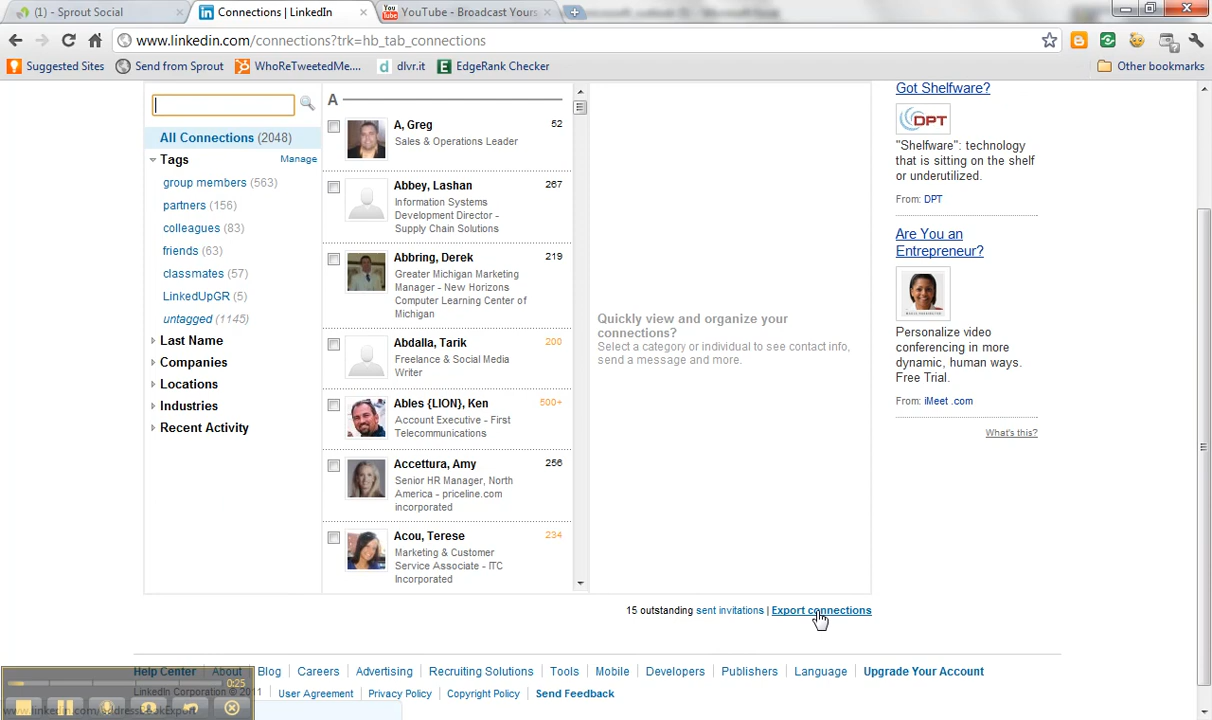 (1) - Sprout Social
Connections | LinkedIn
YouTube - Broadcast Yours
www.linkedin.com/connections?trk=hb_tab_connections
Suggested Sites
Send from Sprout
WhoReTweetedMe....
dlvr.it
EdgeRank Checker
Other bookmarks
All Connections (2048)
Tags
Manage
group members (563)
partners (156)
colleagues (83)
friends (63)
classmates (57)
LinkedUpGR (5)
untagged (1145)
Last Name
Companies
Locations
Industries
Recent Activity
A
A, Greg 52
Sales & Operations Leader
Abbey, Lashan 267
Information Systems
Development Director -
Supply Chain Solutions
Abbring, Derek 219
Greater Michigan Marketing
Manager - New Horizons
Computer Learning Center of
Michigan
Abdalla, Tarik 200
Freelance & Social Media
Writer
Ables {LION}, Ken 500+
Account Executive - First
Telecommunications
Accettura, Amy 256
Senior HR Manager, North
America - priceline.com
incorporated
Acou, Terese 234
Marketing & Customer
Service Associate - ITC
Incorporated
Quickly view and organize your
connections?
Select a category or individual to see contact info,
send a message and more.
Got Shelfware?
DPT
"Shelfware": technology
that is sitting on the shelf
or underutilized.
From: DPT
Are You an
Entrepreneur?
Personalize video
conferencing in more
dynamic, human ways.
Free Trial.
From: iMeet .com
What's this?
15 outstanding sent invitations | Export connections
Help Center About Blog Careers Advertising Recruiting Solutions Tools Mobile Developers Publishers Language Upgrade Your Account
LinkedIn Corporation © 2011 User Agreement Privacy Policy Copyright Policy Send Feedback
0:25